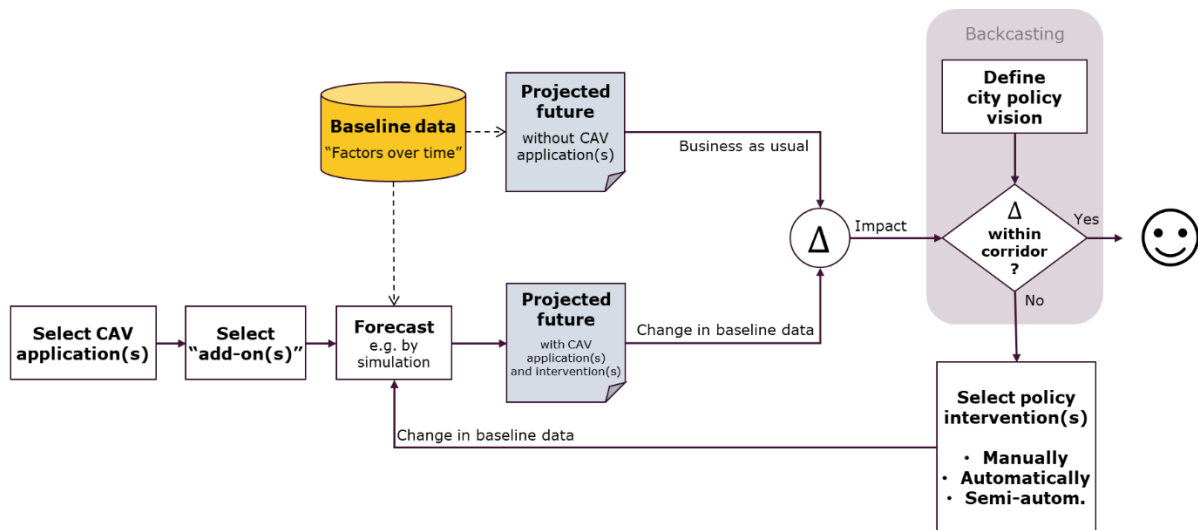 Backcasting
Define
city policy
vision
Baseline data
“Factors over time”
Projected
future
without CAV
application(s)
Business as usual
Δ
Impact
Δ
within
corridor
?
Yes
No
Select CAV
application(s)
Select
“add-on(s)”
Forecast
e.g. by
simulation
Projected
future
with CAV
application(s)
and intervention(s)
Change in baseline data
Change in baseline data
Select policy
intervention(s)
• Manually
• Automatically
• Semi-autom.